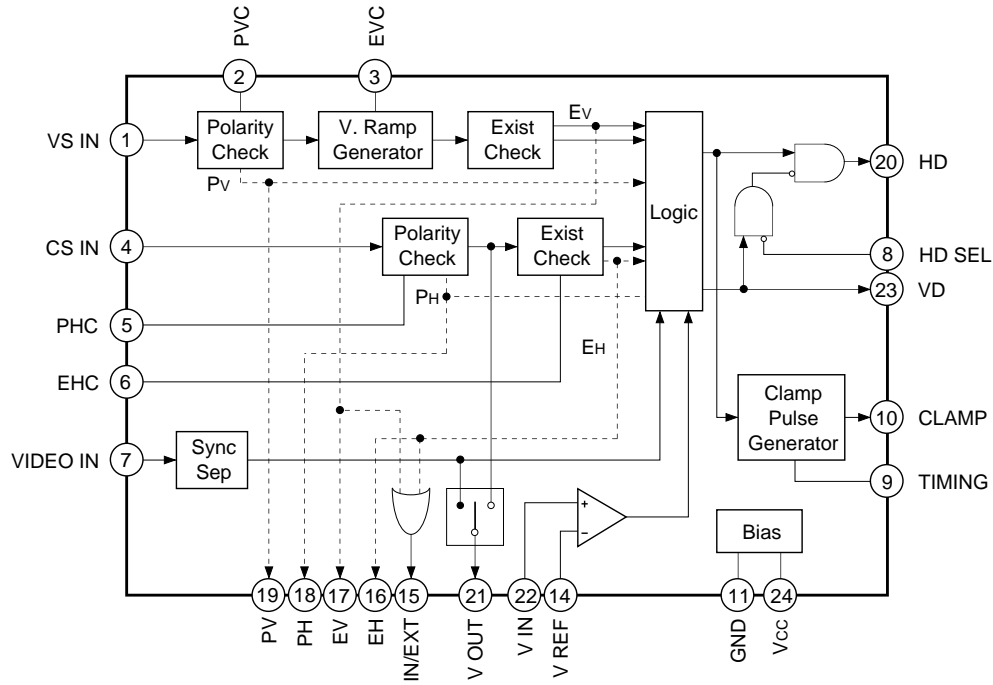 PVC
EVC
2
3
VS IN
1
Polarity
Check
V. Ramp
Generator
Exist
Check
EV
PV
Logic
20
HD
CS IN
4
Polarity
Check
Exist
Check
8
HD SEL
23
VD
PH
PHC
5
EH
EHC
6
Clamp
Pulse
Generator
10
CLAMP
VIDEO IN
7
Sync
Sep
9
TIMING
+
−
Bias
19
18
17
16
15
21
22
14
11
24
PV
PH
EV
EH
IN/EXT
V OUT
V IN
V REF
GND
VCC